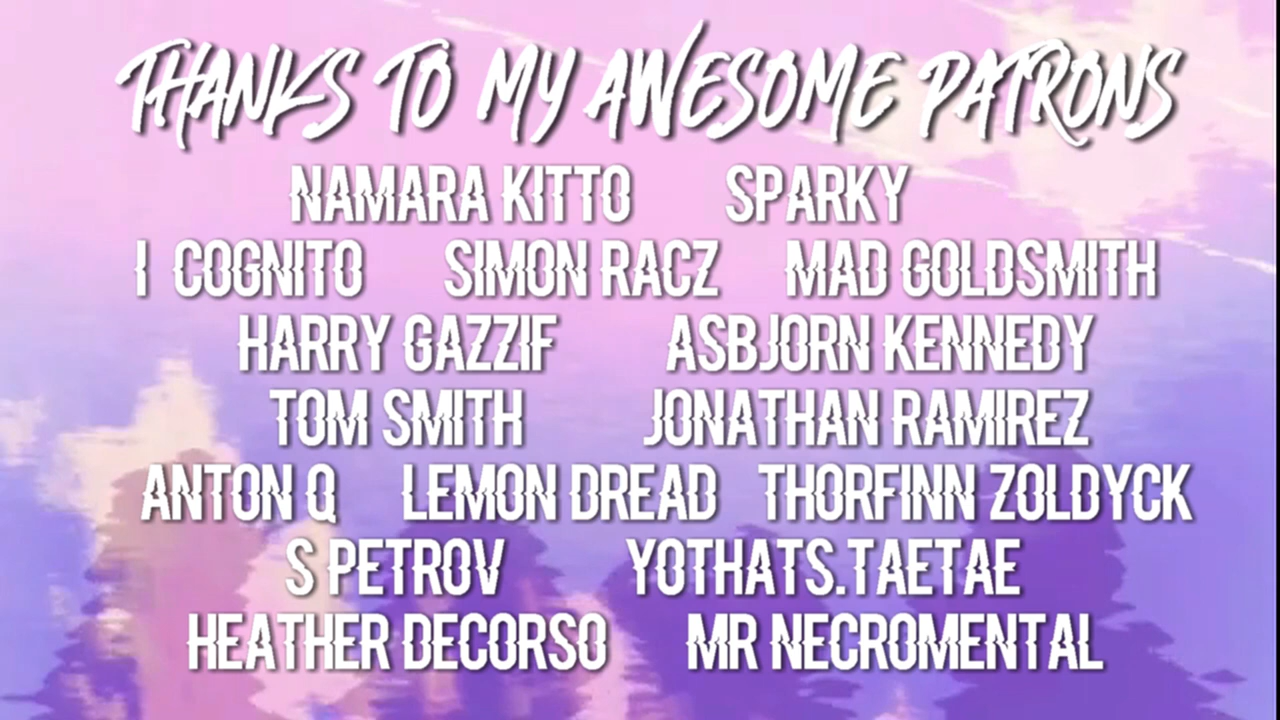 THANKS TO MY AWESOME PATRONS
NAMARA KITTO SPARKY
I COGNITO SIMON RACZ MAD GOLDSMITH
HARRY GAZZIF ASBJORN KENNEDY
TOM SMITH JONATHAN RAMIREZ
ANTON Q LEMON DREAD THORFINN ZOLDYCK
S PETROV YOTHATS.TAETAE
HEATHER DECORSO MR NECROMENTAL